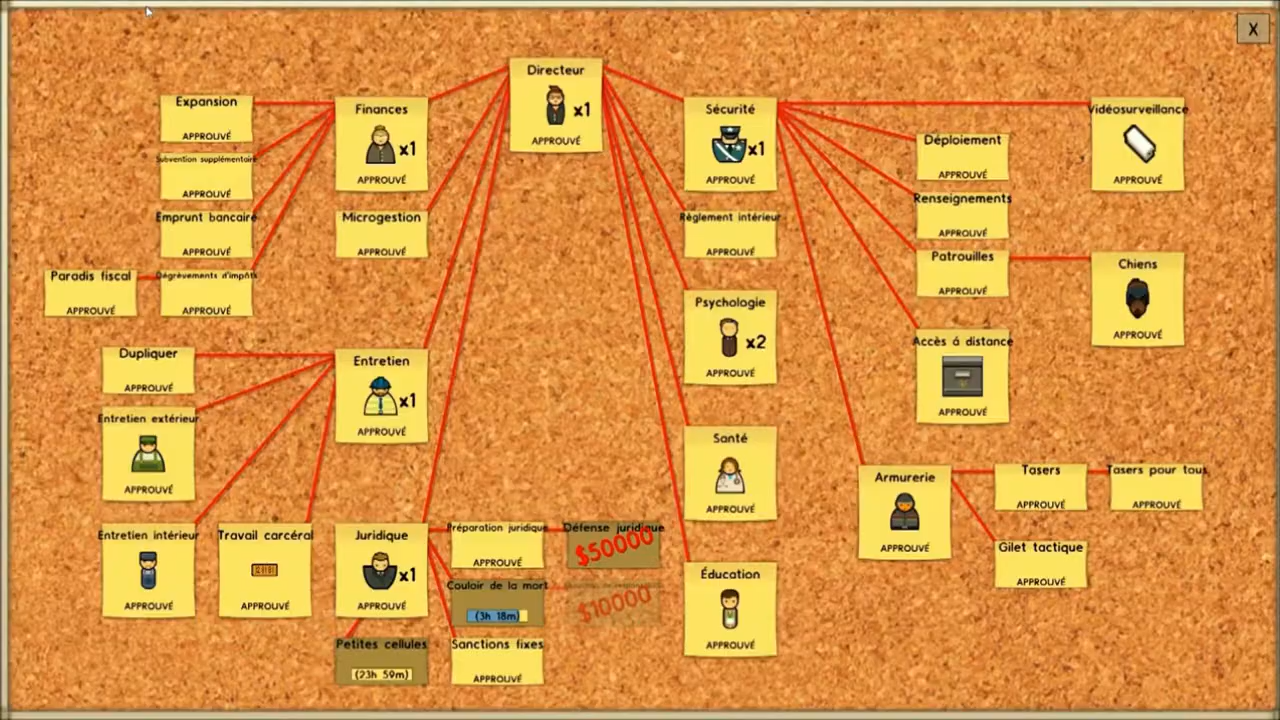 X
Directeur
x1
APPROUVÉ
Expansion
APPROUVÉ
Subvention supplémentaire
APPROUVÉ
Emprunt bancaire
APPROUVÉ
Paradis fiscal
APPROUVÉ
Dégrèvements d'impôts
APPROUVÉ
Finances
x1
APPROUVÉ
Microgestion
APPROUVÉ
Dupliquer
APPROUVÉ
Entretien
x1
APPROUVÉ
Entretien extérieur
APPROUVÉ
Entretien intérieur
APPROUVÉ
Travail carcéral
APPROUVÉ
Juridique
x1
APPROUVÉ
Préparation juridique
APPROUVÉ
Défense juridique
$50000
Couloir de la mort
(3h 18m)
$10000
Petites cellules
(23h 59m)
Sanctions fixes
APPROUVÉ
Sécurité
x1
APPROUVÉ
Règlement intérieur
APPROUVÉ
Psychologie
x2
APPROUVÉ
Santé
APPROUVÉ
Éducation
APPROUVÉ
Vidéosurveillance
APPROUVÉ
Déploiement
APPROUVÉ
Renseignements
APPROUVÉ
Patrouilles
APPROUVÉ
Chiens
APPROUVÉ
Accès á distance
APPROUVÉ
Armurerie
APPROUVÉ
Tasers
APPROUVÉ
Tasers pour tous
APPROUVÉ
Gilet tactique
APPROUVÉ